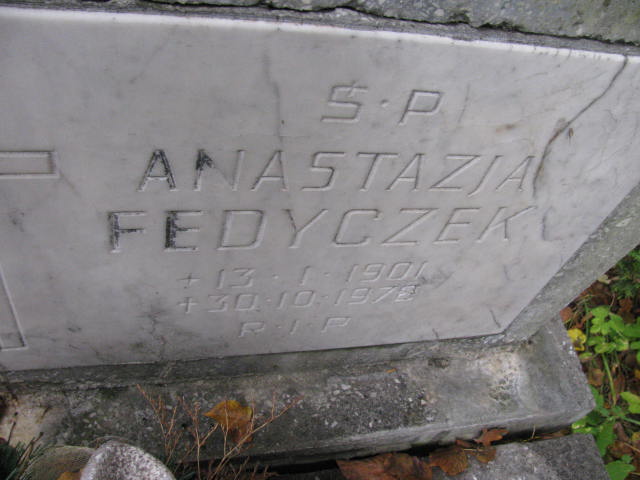 Ś·P
ANASTAZJA
FEDYCZEK
+ 13·1·1901
+30·10·1978
R·I·P